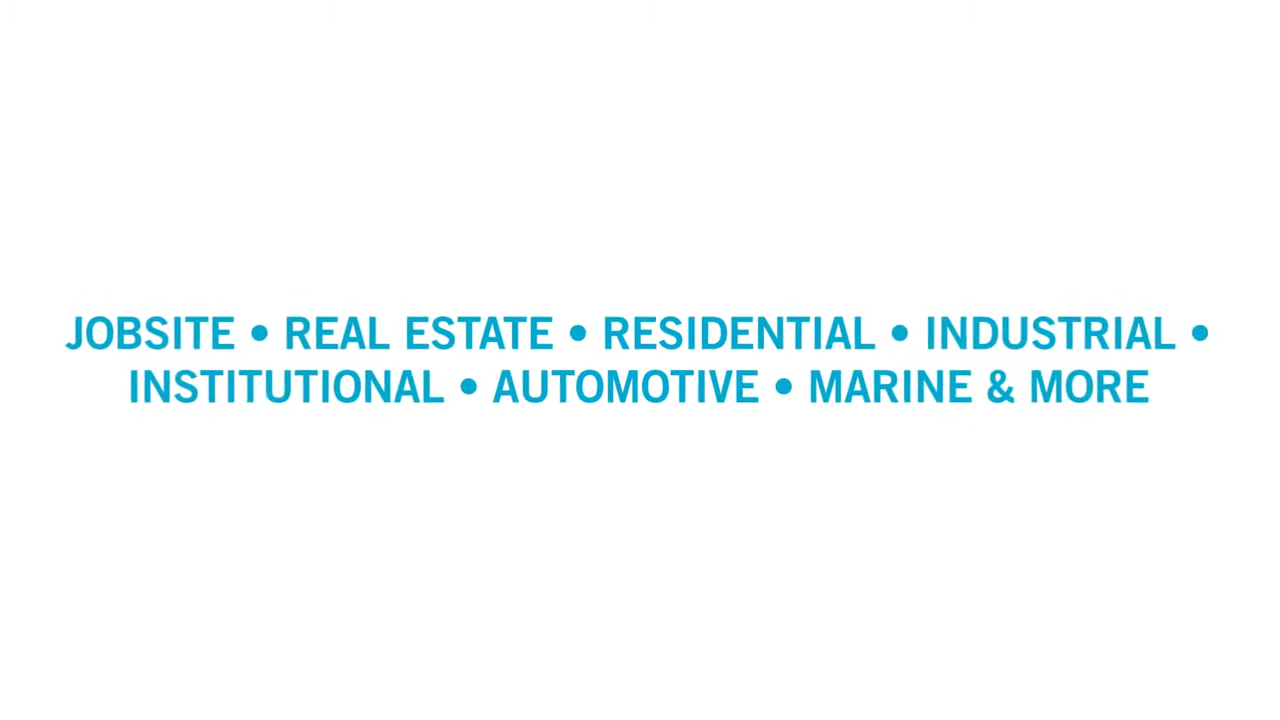 JOBSITE • REAL ESTATE • RESIDENTIAL • INDUSTRIAL •
INSTITUTIONAL • AUTOMOTIVE • MARINE & MORE